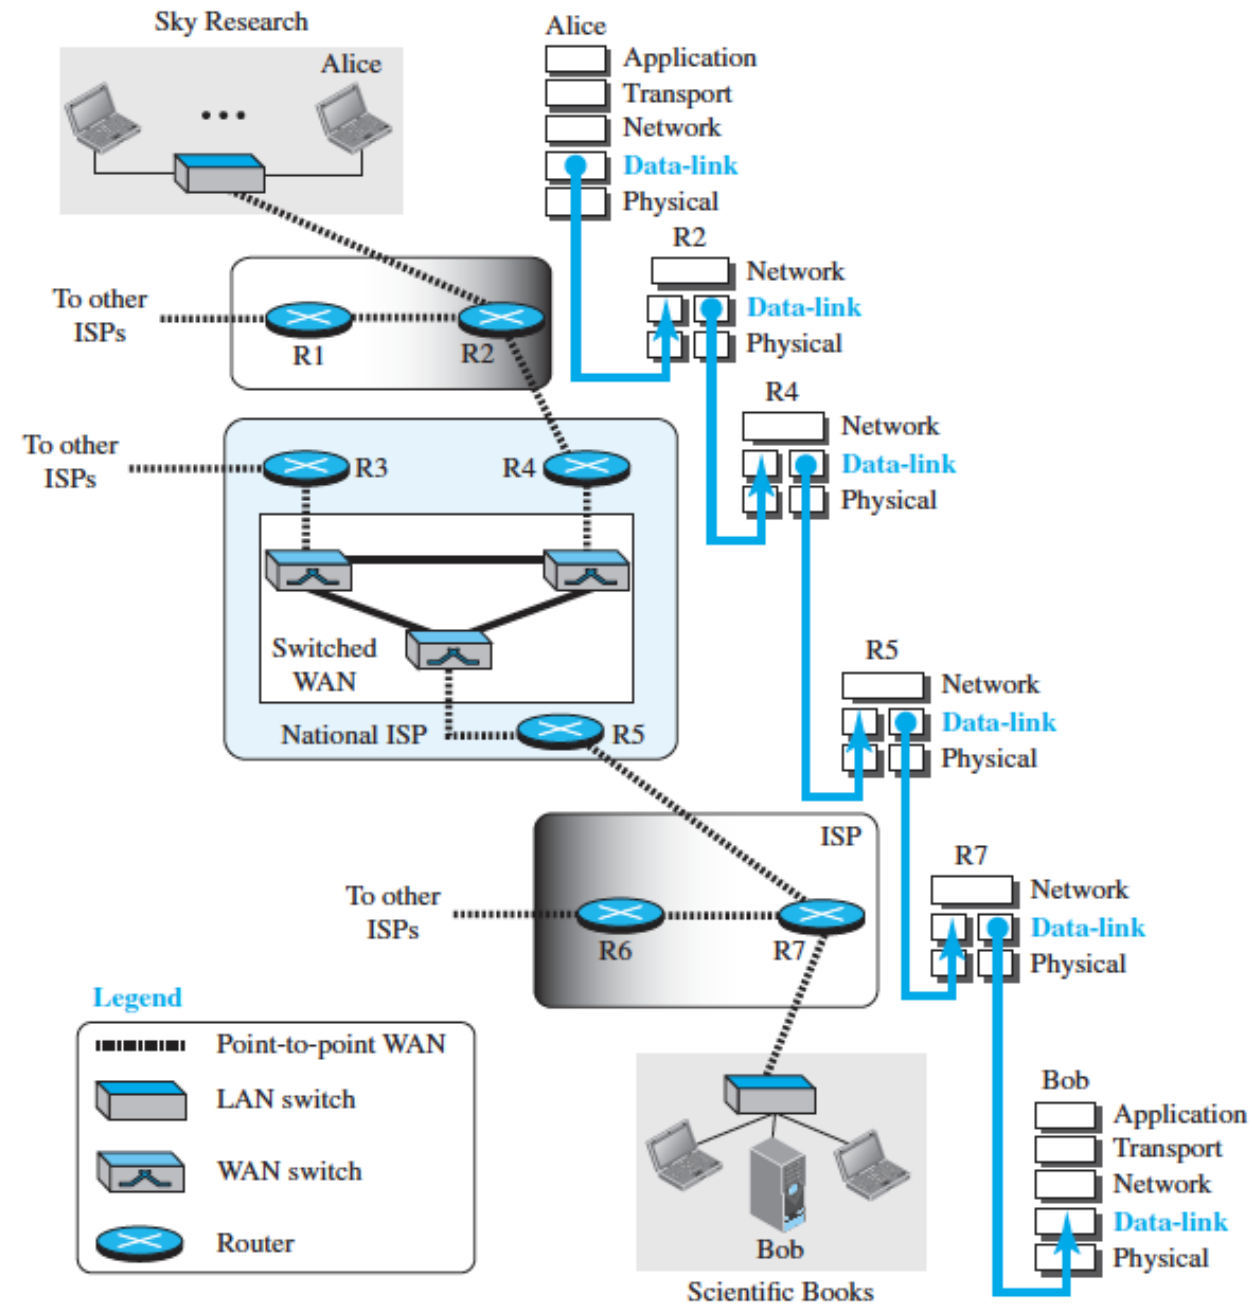 Sky Research
Alice
Alice
Application
Transport
Network
Data-link
Physical
R2
Network
Data-link
Physical
To other
ISPs
R1
R2
R4
Network
Data-link
Physical
To other
ISPs
R3
R4
Switched
WAN
National ISP
R5
R5
Network
Data-link
Physical
ISP
To other
ISPs
R6
R7
R7
Network
Data-link
Physical
Legend
Point-to-point WAN
LAN switch
WAN switch
Router
Bob
Scientific Books
Bob
Application
Transport
Network
Data-link
Physical